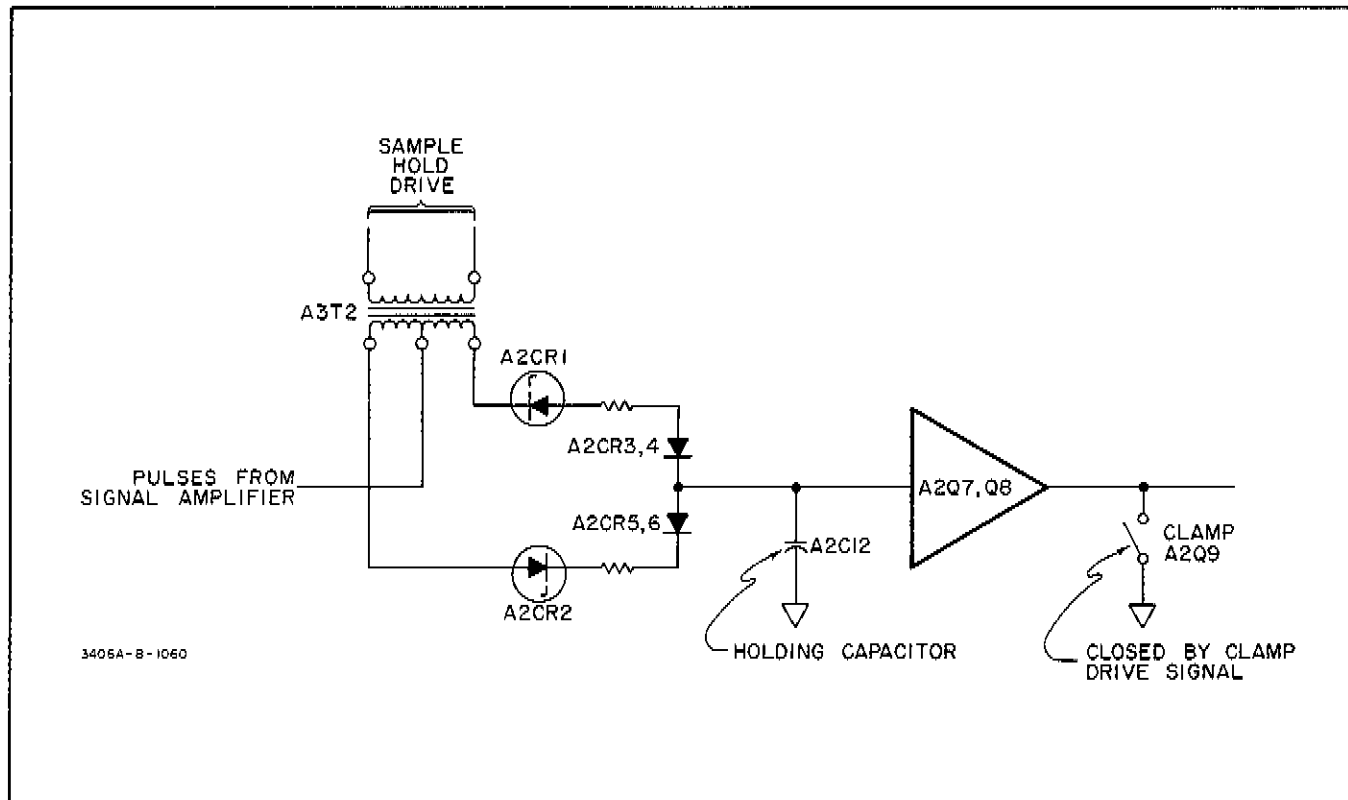 SAMPLE
HOLD
DRIVE
A3T2
A2CR1
A2CR3,4
PULSES FROM
SIGNAL AMPLIFIER
A2CR5,6
A2CR2
A2C12
HOLDING CAPACITOR
A2Q7,Q8
CLAMP
A2Q9
CLOSED BY CLAMP
DRIVE SIGNAL
3406A-B-1060